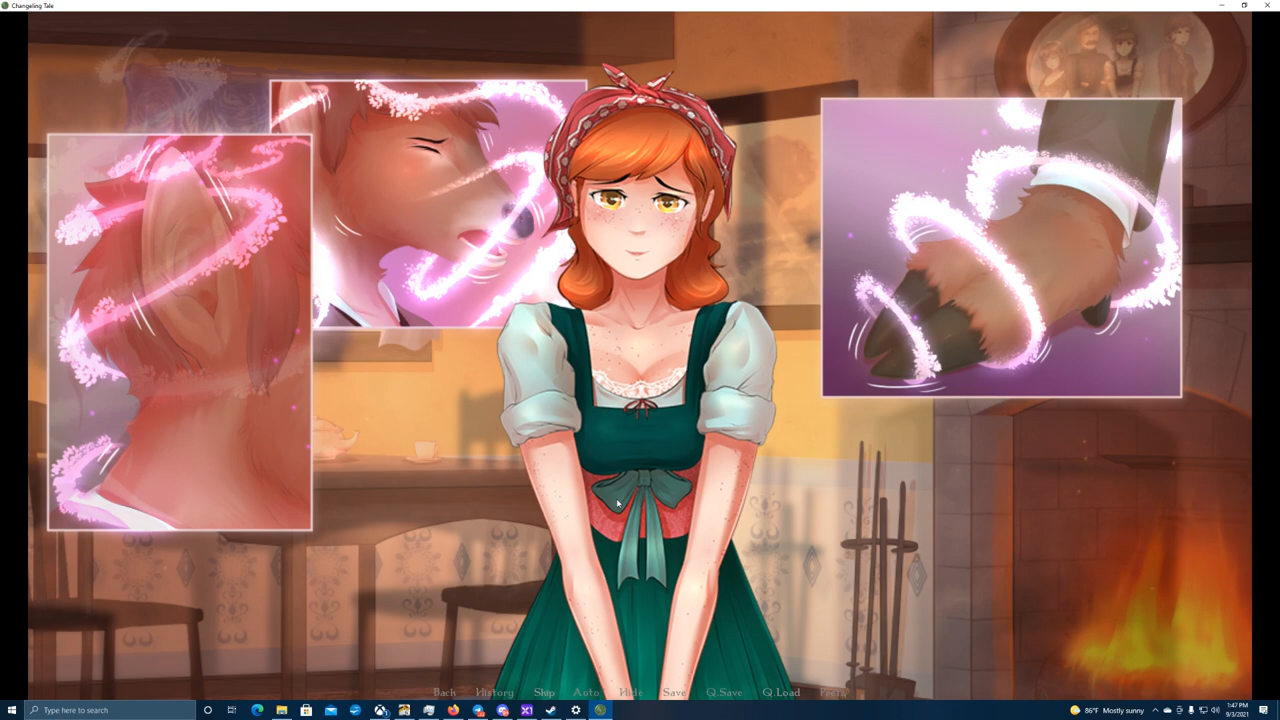 Changeling Tale
Back History Skip Auto Hide Save Q.Save Q.Load Prefs
Type here to search
86°F Mostly sunny
1:47 PM
9/3/2021